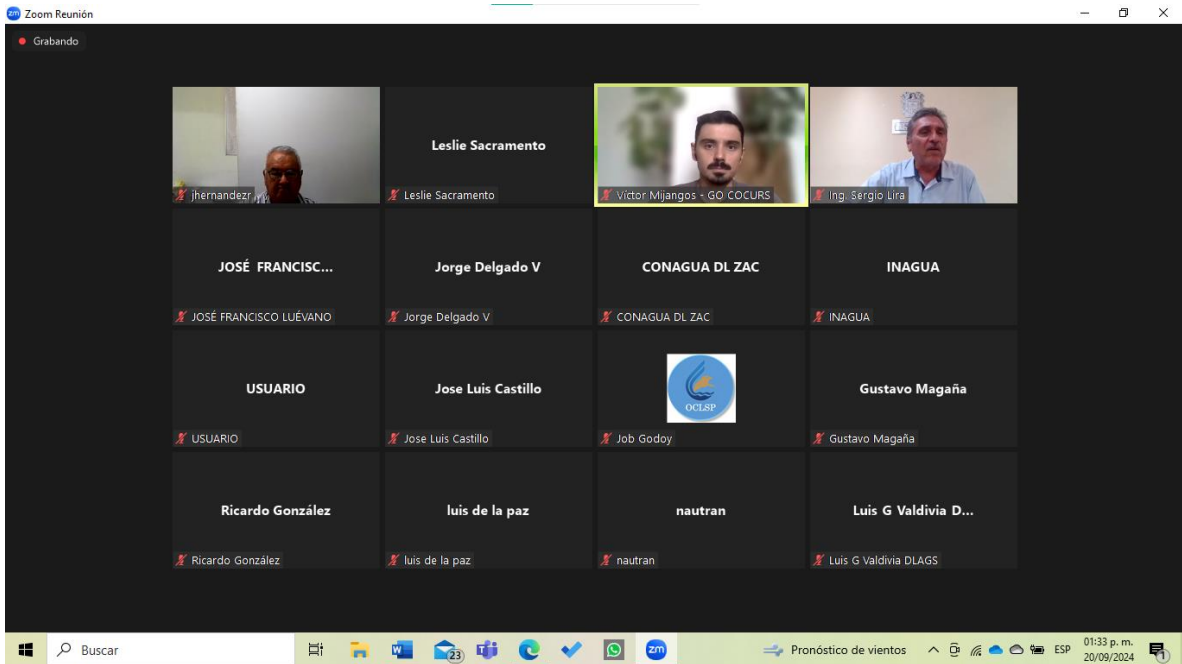 Zoom Reunión
Grabando
jhernandezr
Leslie Sacramento
Leslie Sacramento
Víctor Mijangos - GO COCURS
Ing. Sergio Lira
JOSÉ FRANCISC...
JOSÉ FRANCISCO LUÉVANO
Jorge Delgado V
Jorge Delgado V
CONAGUA DL ZAC
CONAGUA DL ZAC
INAGUA
INAGUA
USUARIO
USUARIO
Jose Luis Castillo
Jose Luis Castillo
OCLSP
Job Godoy
Gustavo Magaña
Gustavo Magaña
Ricardo González
Ricardo González
luis de la paz
luis de la paz
nautran
nautran
Luis G Valdivia D...
Luis G Valdivia DLAGS
Buscar
23
zm
Pronóstico de vientos
ESP
01:33 p. m.
20/09/2024
1